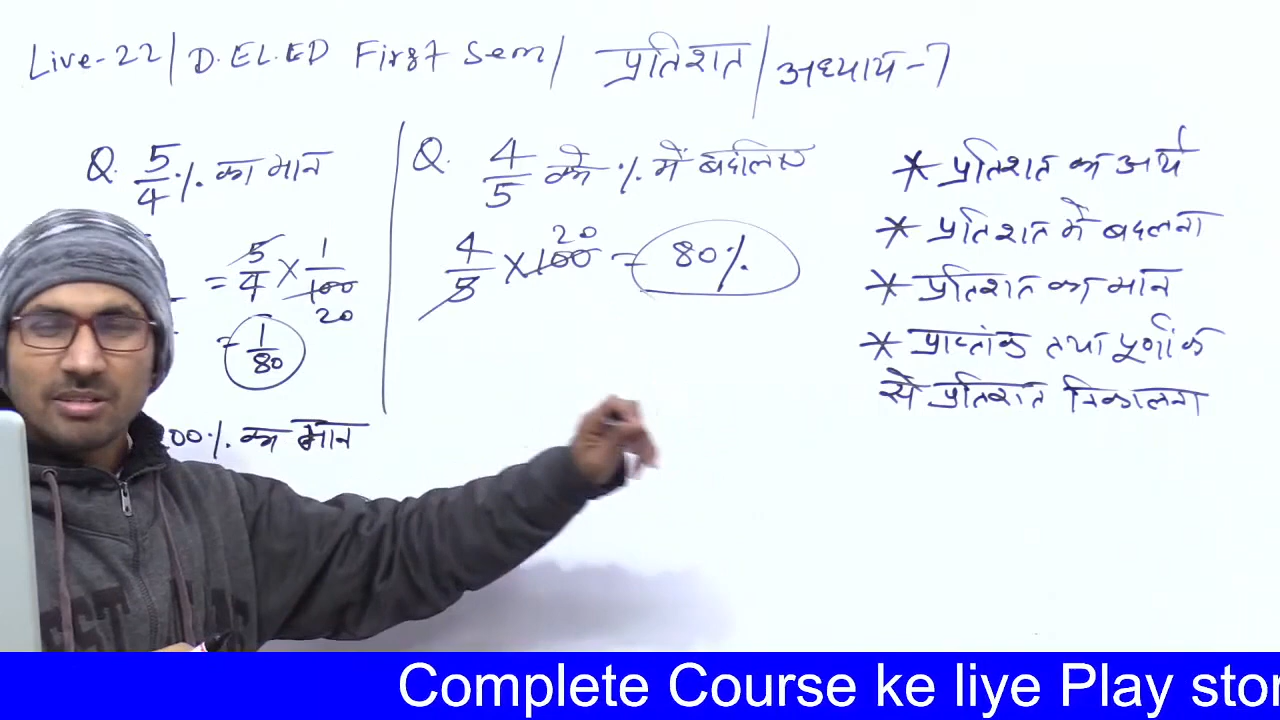 Live-22 / D.EL.ED First Sem / प्रतिशत / अध्याय-7
Q. 5/4 % का मान
= 5/4 × 1/100
20
= 1/80
00% का मान
Q. 4/5 को % में बदलिए
20
4/5 × 100 = 80%
* प्रतिशत का अर्थ
* प्रतिशत में बदलना
* प्रतिशत का मान
* प्राप्तांक तथा पूर्णांक
से प्रतिशत निकालना
Complete Course ke liye Play stor